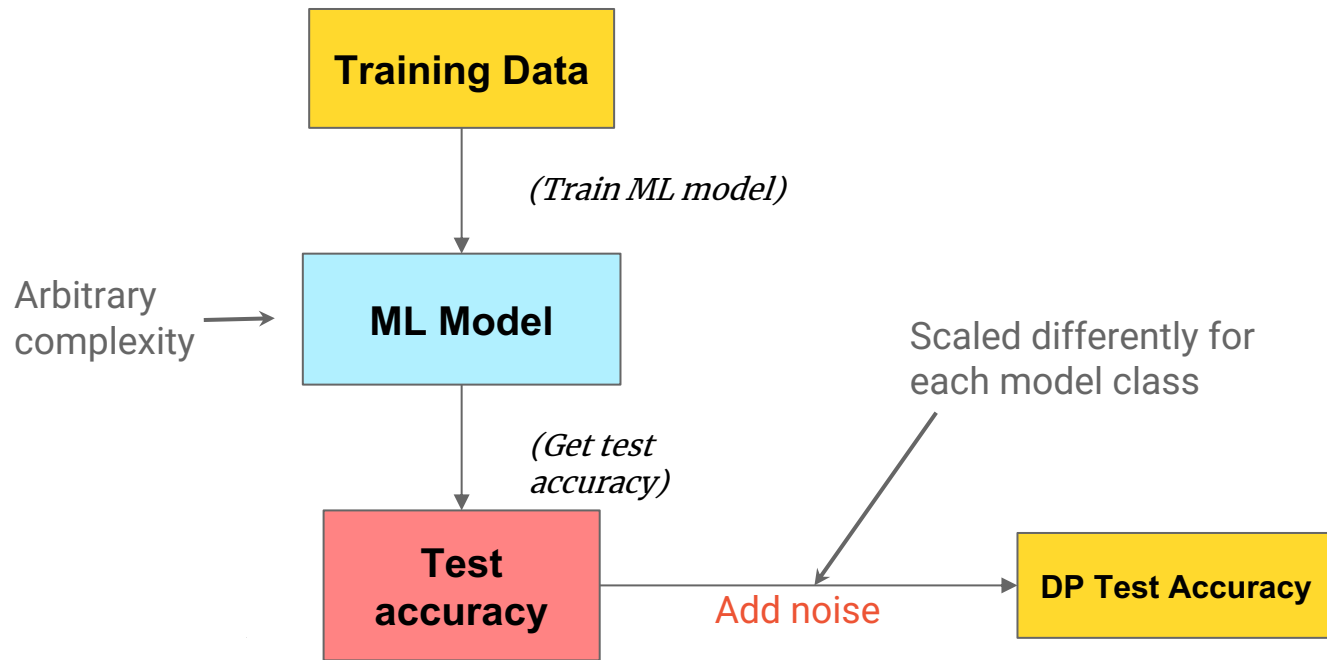 Training Data
(Train ML model)
Arbitrary
complexity
ML Model
Scaled differently for
each model class
(Get test
accuracy)
Test
accuracy
Add noise
DP Test Accuracy